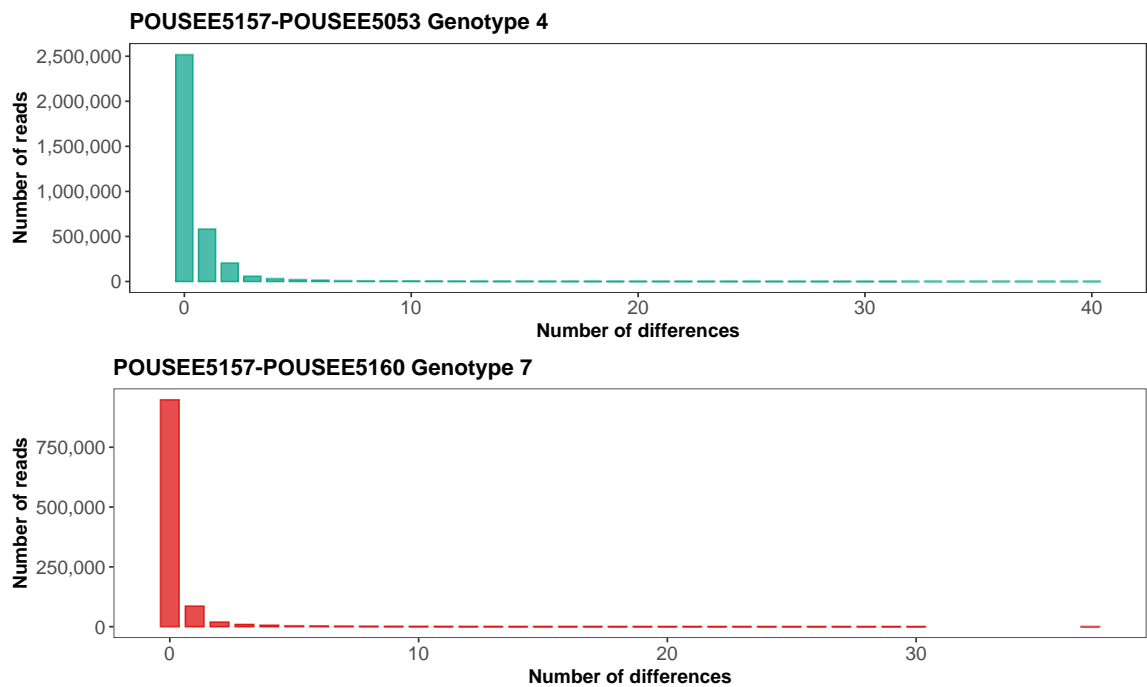 POUSEE5157-POUSEE5053 Genotype 4
Number of reads
2,500,000
2,000,000
1,500,000
1,000,000
500,000
0
0 10 20 30 40
Number of differences
POUSEE5157-POUSEE5160 Genotype 7
Number of reads
750,000
500,000
250,000
0
0 10 20 30
Number of differences